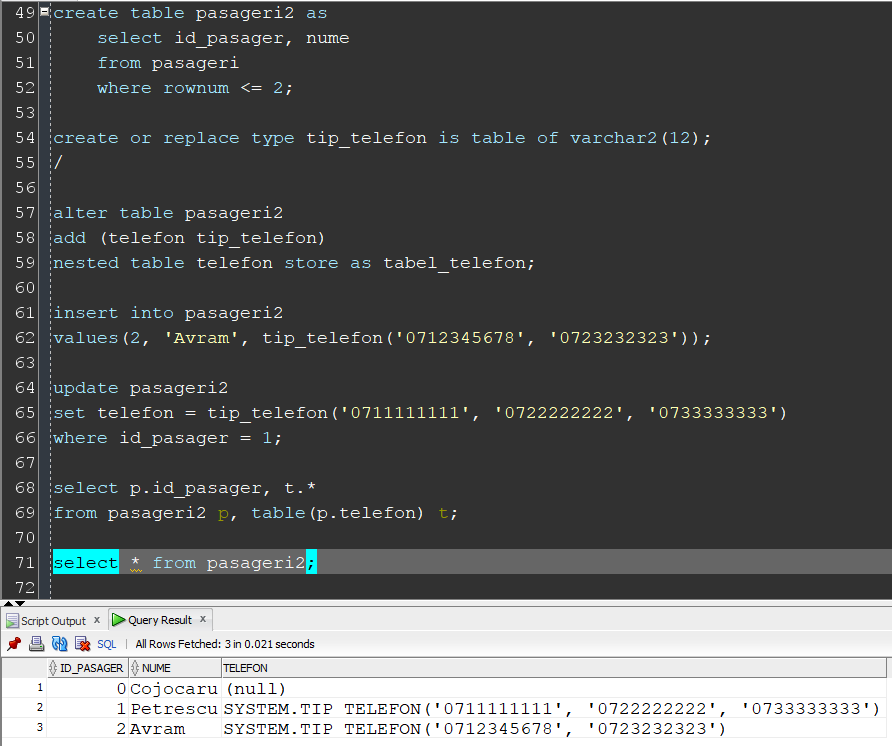 49 create table pasageri2 as
50 select id_pasager, nume
51 from pasageri
52 where rownum <= 2;
53
54 create or replace type tip_telefon is table of varchar2(12);
55 /
56
57 alter table pasageri2
58 add (telefon tip_telefon)
59 nested table telefon store as tabel_telefon;
60
61 insert into pasageri2
62 values(2, 'Avram', tip_telefon('0712345678', '0723232323'));
63
64 update pasageri2
65 set telefon = tip_telefon('0711111111', '0722222222', '0733333333')
66 where id_pasager = 1;
67
68 select p.id_pasager, t.*
69 from pasageri2 p, table(p.telefon) t;
70
71 select * from pasageri2;
72
Script Output x Query Result x
SQL | All Rows Fetched: 3 in 0.021 seconds
ID_PASAGER NUME TELEFON
1 0 Cojocaru (null)
2 1 Petrescu SYSTEM.TIP_TELEFON('0711111111', '0722222222', '0733333333')
3 2 Avram SYSTEM.TIP_TELEFON('0712345678', '0723232323')